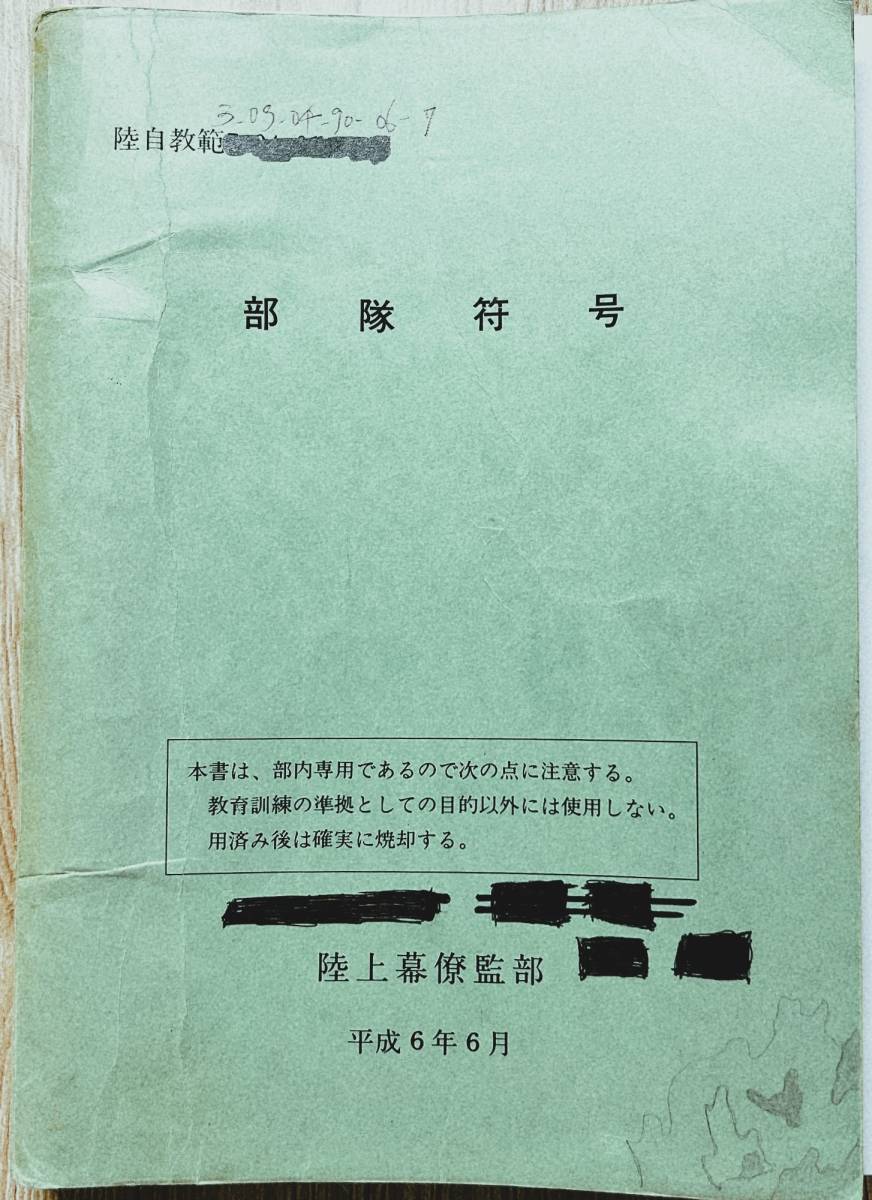 3-09-04-90-06-7
陸自教範
部隊符号
本書は、部内専用であるので次の点に注意する。
教育訓練の準拠としての目的以外には使用しない。
用済み後は確実に焼却する。
陸上幕僚監部
平成6年6月